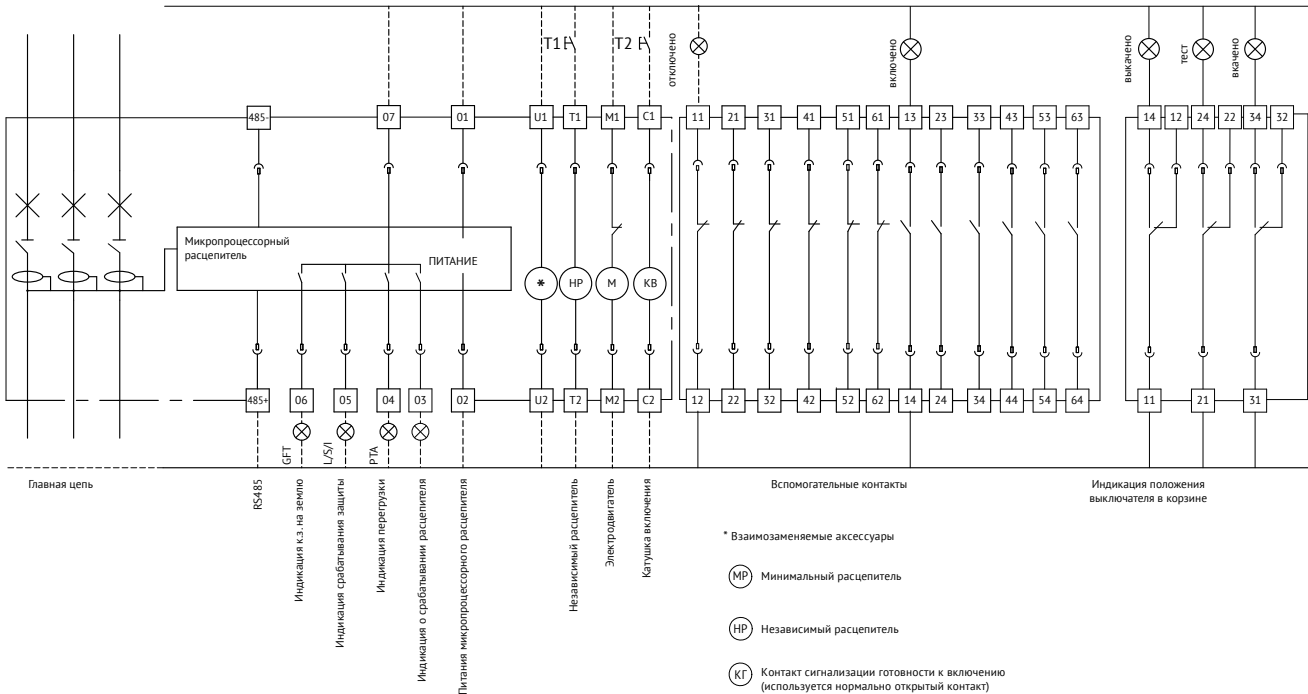 T1
T2
отключено
включено
выкачено
тест
вкачено
485-
07
01
U1
T1
M1
C1
11
21
31
41
51
61
13
23
33
43
53
63
14
12
24
22
34
32
Микропроцессорный
расцепитель
ПИТАНИЕ
*
НР
М
КВ
485+
06
05
04
03
02
U2
T2
M2
C2
12
22
32
42
52
62
14
24
34
44
54
64
11
21
31
GFT
L/S/I
PTA
Главная цепь
RS485
Индикация к.з. на землю
Индикация срабатывания защиты
Индикация перегрузки
Индикация о срабатывании расцепителя
Питания микропроцессорного расцепителя
Независимый расцепитель
Электродвигатель
Катушка включения
Вспомогательные контакты
Индикация положения
выключателя в корзине
* Взаимозаменяемые аксессуары
МР Минимальный расцепитель
НР Независимый расцепитель
КГ Контакт сигнализации готовности к включению
(используется нормально открытый контакт)